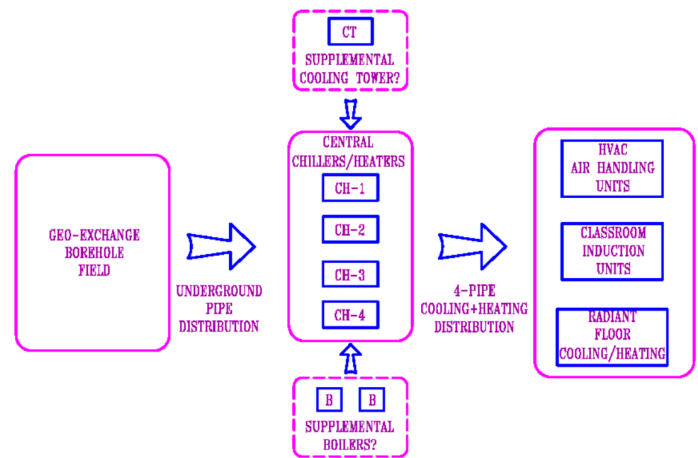 CT
SUPPLEMENTAL
COOLING TOWER?
GEO-EXCHANGE
BOREHOLE
FIELD
UNDERGROUND
PIPE
DISTRIBUTION
CENTRAL
CHILLERS/HEATERS
CH-1
CH-2
CH-3
CH-4
4-PIPE
COOLING+HEATING
DISTRIBUTION
HVAC
AIR HANDLING
UNITS
CLASSROOM
INDUCTION
UNITS
RADIANT
FLOOR
COOLING/HEATING
B B
SUPPLEMENTAL
BOILERS?